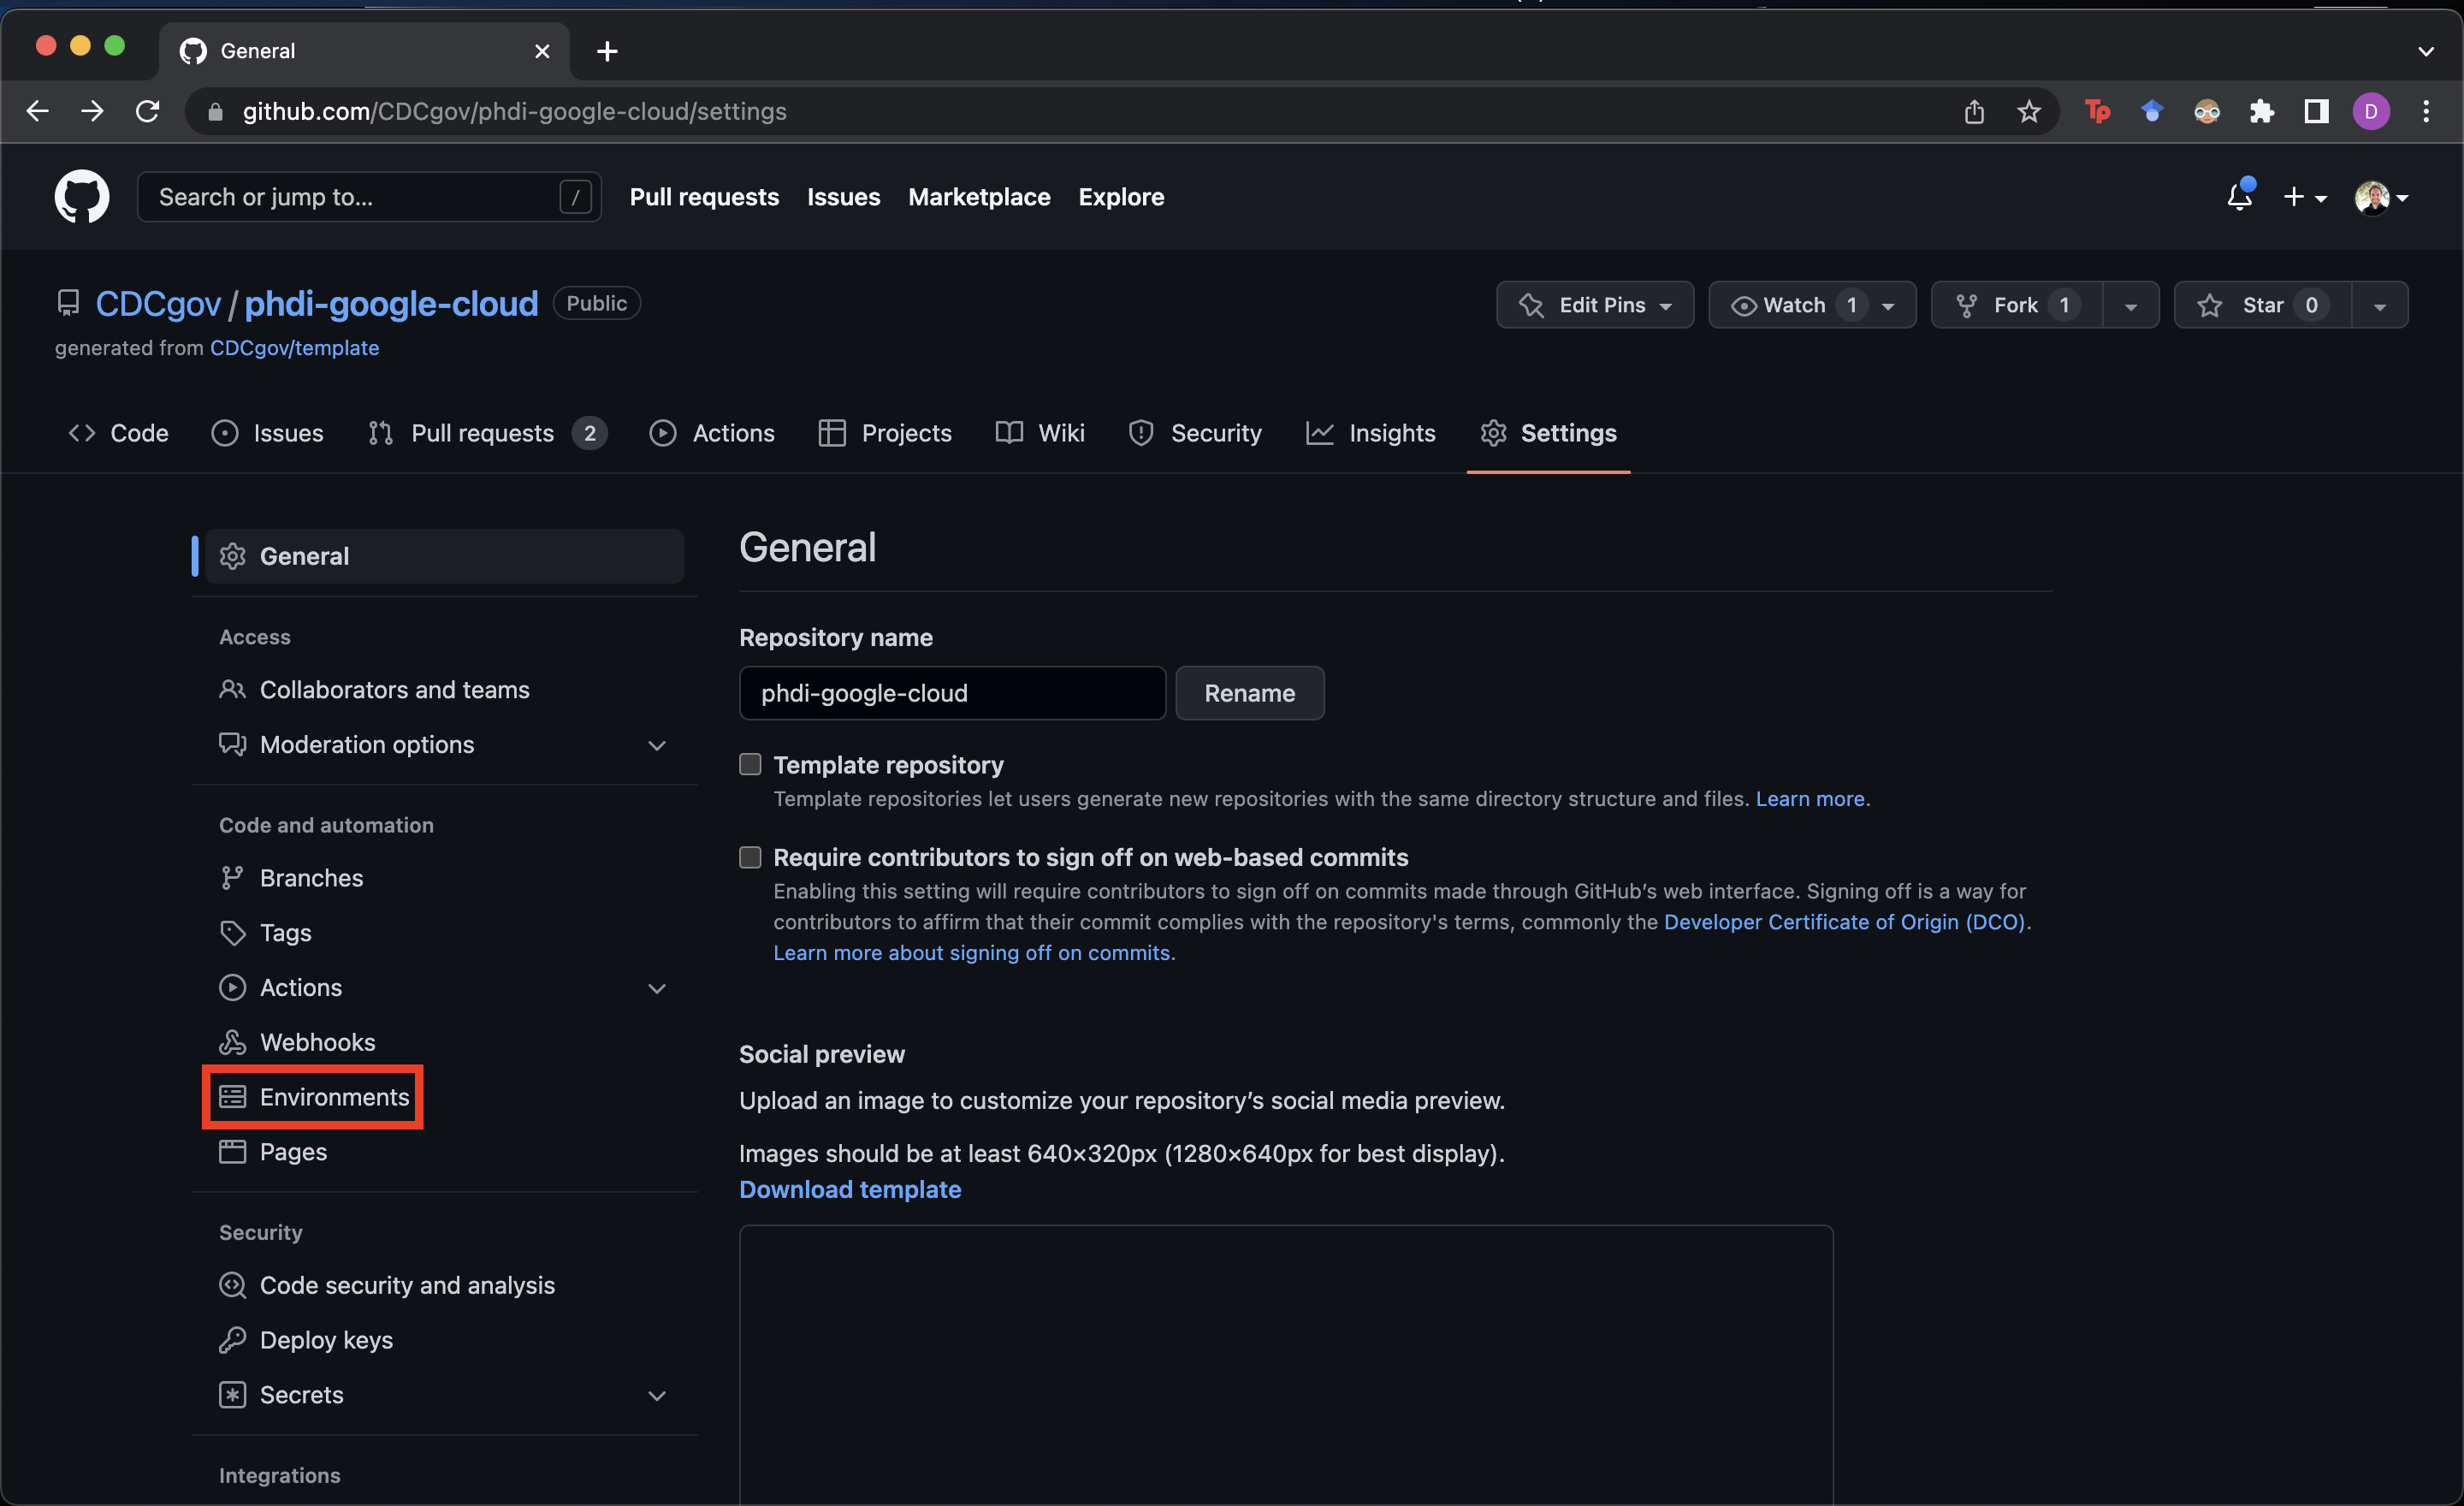 General
github.com/CDCgov/phdi-google-cloud/settings
Tp
D
Search or jump to... /
Pull requests Issues Marketplace Explore
CDCgov / phdi-google-cloud Public
Edit Pins Watch 1 Fork 1 Star 0
generated from CDCgov/template
Code Issues Pull requests 2 Actions Projects Wiki Security Insights Settings
General
Access
Collaborators and teams
Moderation options
Code and automation
Branches
Tags
Actions
Webhooks
Environments
Pages
Security
Code security and analysis
Deploy keys
Secrets
Integrations
General
Repository name
phdi-google-cloud Rename
Template repository
Template repositories let users generate new repositories with the same directory structure and files. Learn more.
Require contributors to sign off on web-based commits
Enabling this setting will require contributors to sign off on commits made through GitHub’s web interface. Signing off is a way for
contributors to affirm that their commit complies with the repository's terms, commonly the Developer Certificate of Origin (DCO).
Learn more about signing off on commits.
Social preview
Upload an image to customize your repository’s social media preview.
Images should be at least 640×320px (1280×640px for best display).
Download template